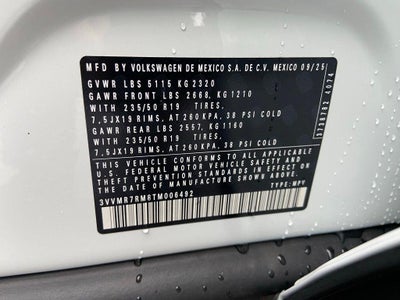 MFD BY VOLKSWAGEN DE MEXICO S.A. DE C.V. MEXICO 09/25
GVWR LBS 5115 KG 2320
GAWR FRONT LBS 2668, KG 1210
WITH 235/50 R19 TIRES.
7,5JX19 RIMS, AT 260 KPA, 38 PSI COLD
GAWR REAR LBS 2557, KG 1160
WITH 235/50 R19 TIRES.
7,5JX19 RIMS, AT 260 KPA, 38 PSI COLD
THIS VEHICLE CONFORMS TO ALL APPLICABLE
U.S. FEDERAL MOTOR VEHICLE SAFETY AND
THEFT PREVENTION STANDARDS IN EFFECT ON
THE DATE OF MANUFACTURE SHOWN ABOVE.
3VVMR7RM8TM006492 TYPE: MPV
3738782 4074